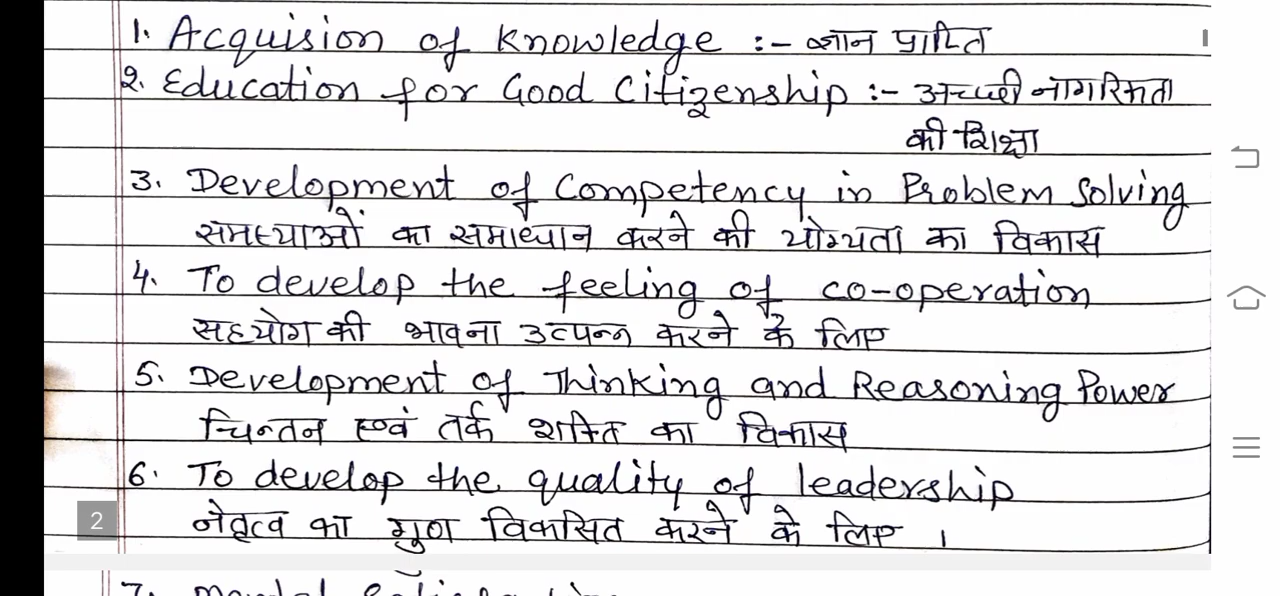 1. Acquision of Knowledge :- ज्ञान प्राप्ति
2. Education for Good Citizenship :- अच्छी नागरिकता
की शिक्षा
3. Development of Competency in Problem Solving
समस्याओं का समाधान करने की योग्यता का विकास
4. To develop the feeling of co-operation
सहयोग की भावना उत्पन्न करने के लिए
5. Development of Thinking and Reasoning Power
चिन्तन एवं तर्क शक्ति का विकास
6. To develop the quality of leadership
नेतृत्व का गुण विकसित करने के लिए ।
2
7.